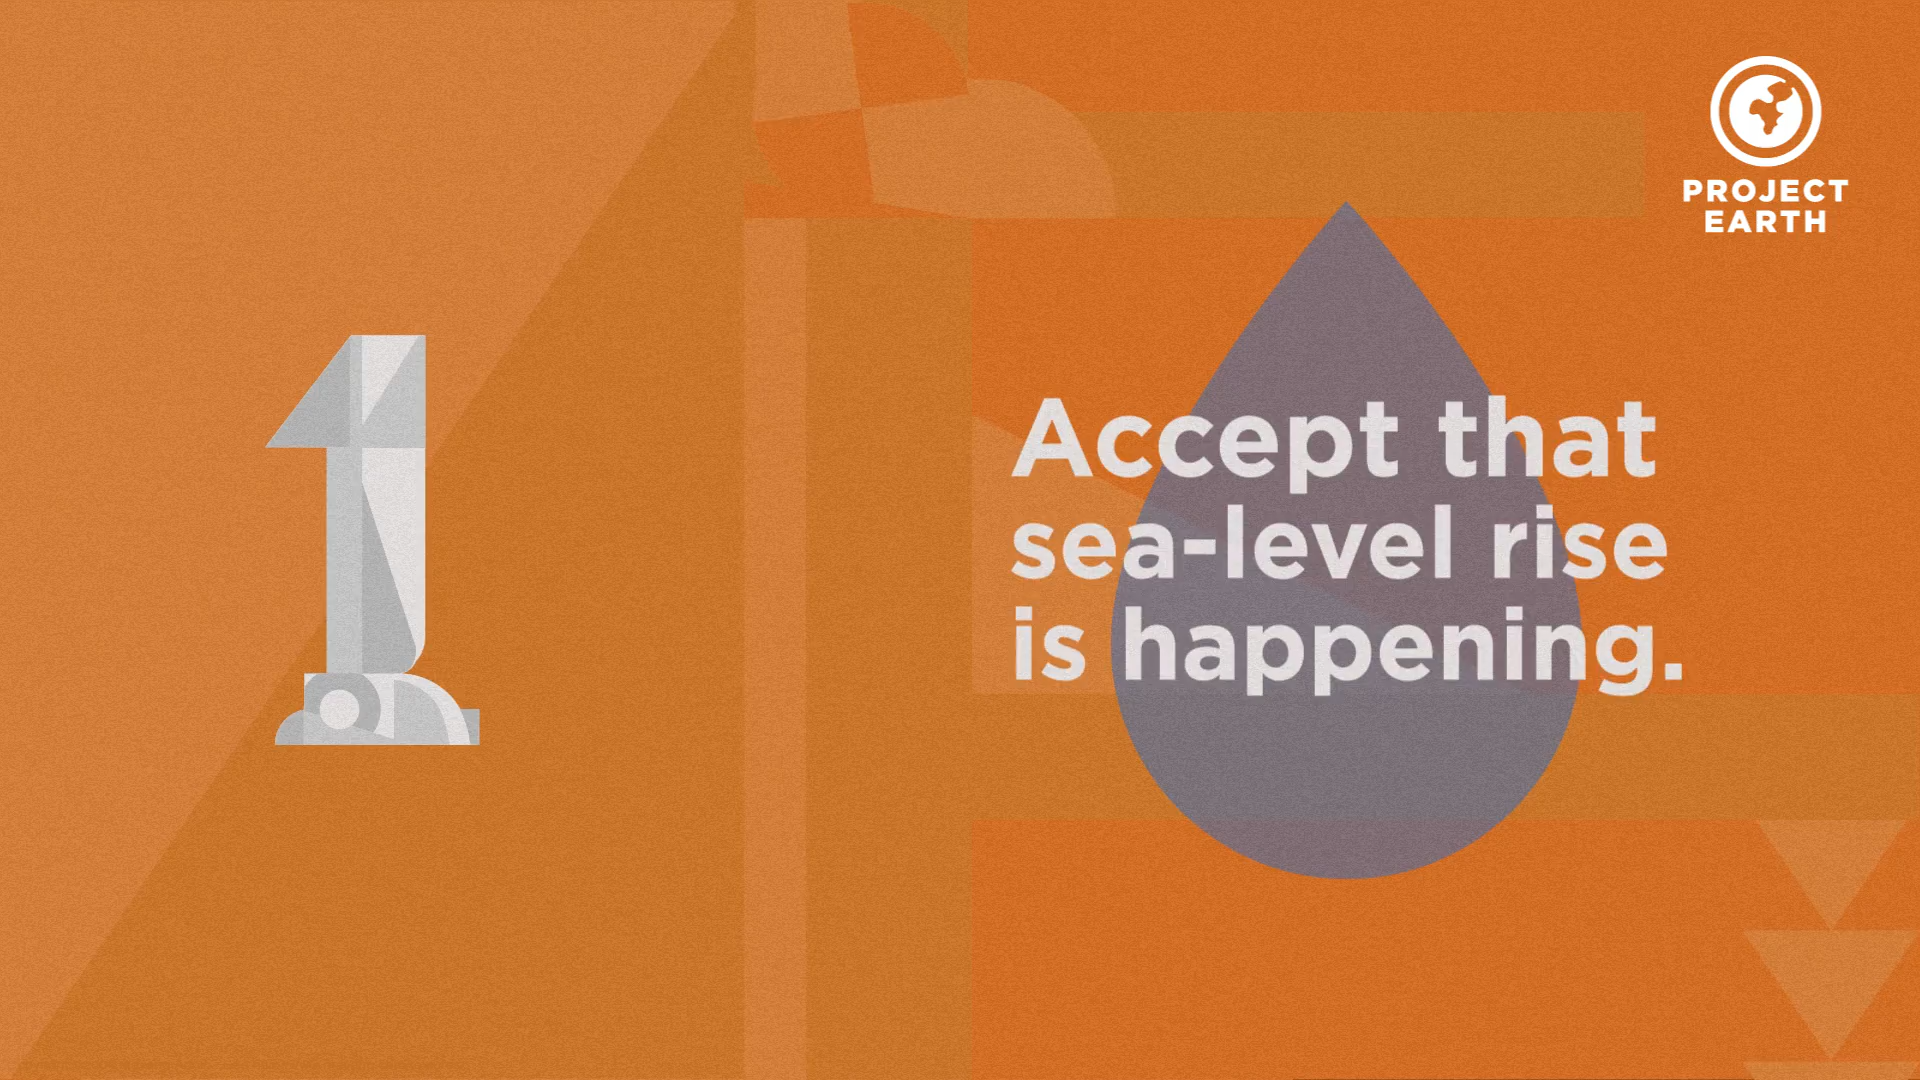 PROJECT
EARTH
1
Accept that
sea-level rise
is happening.